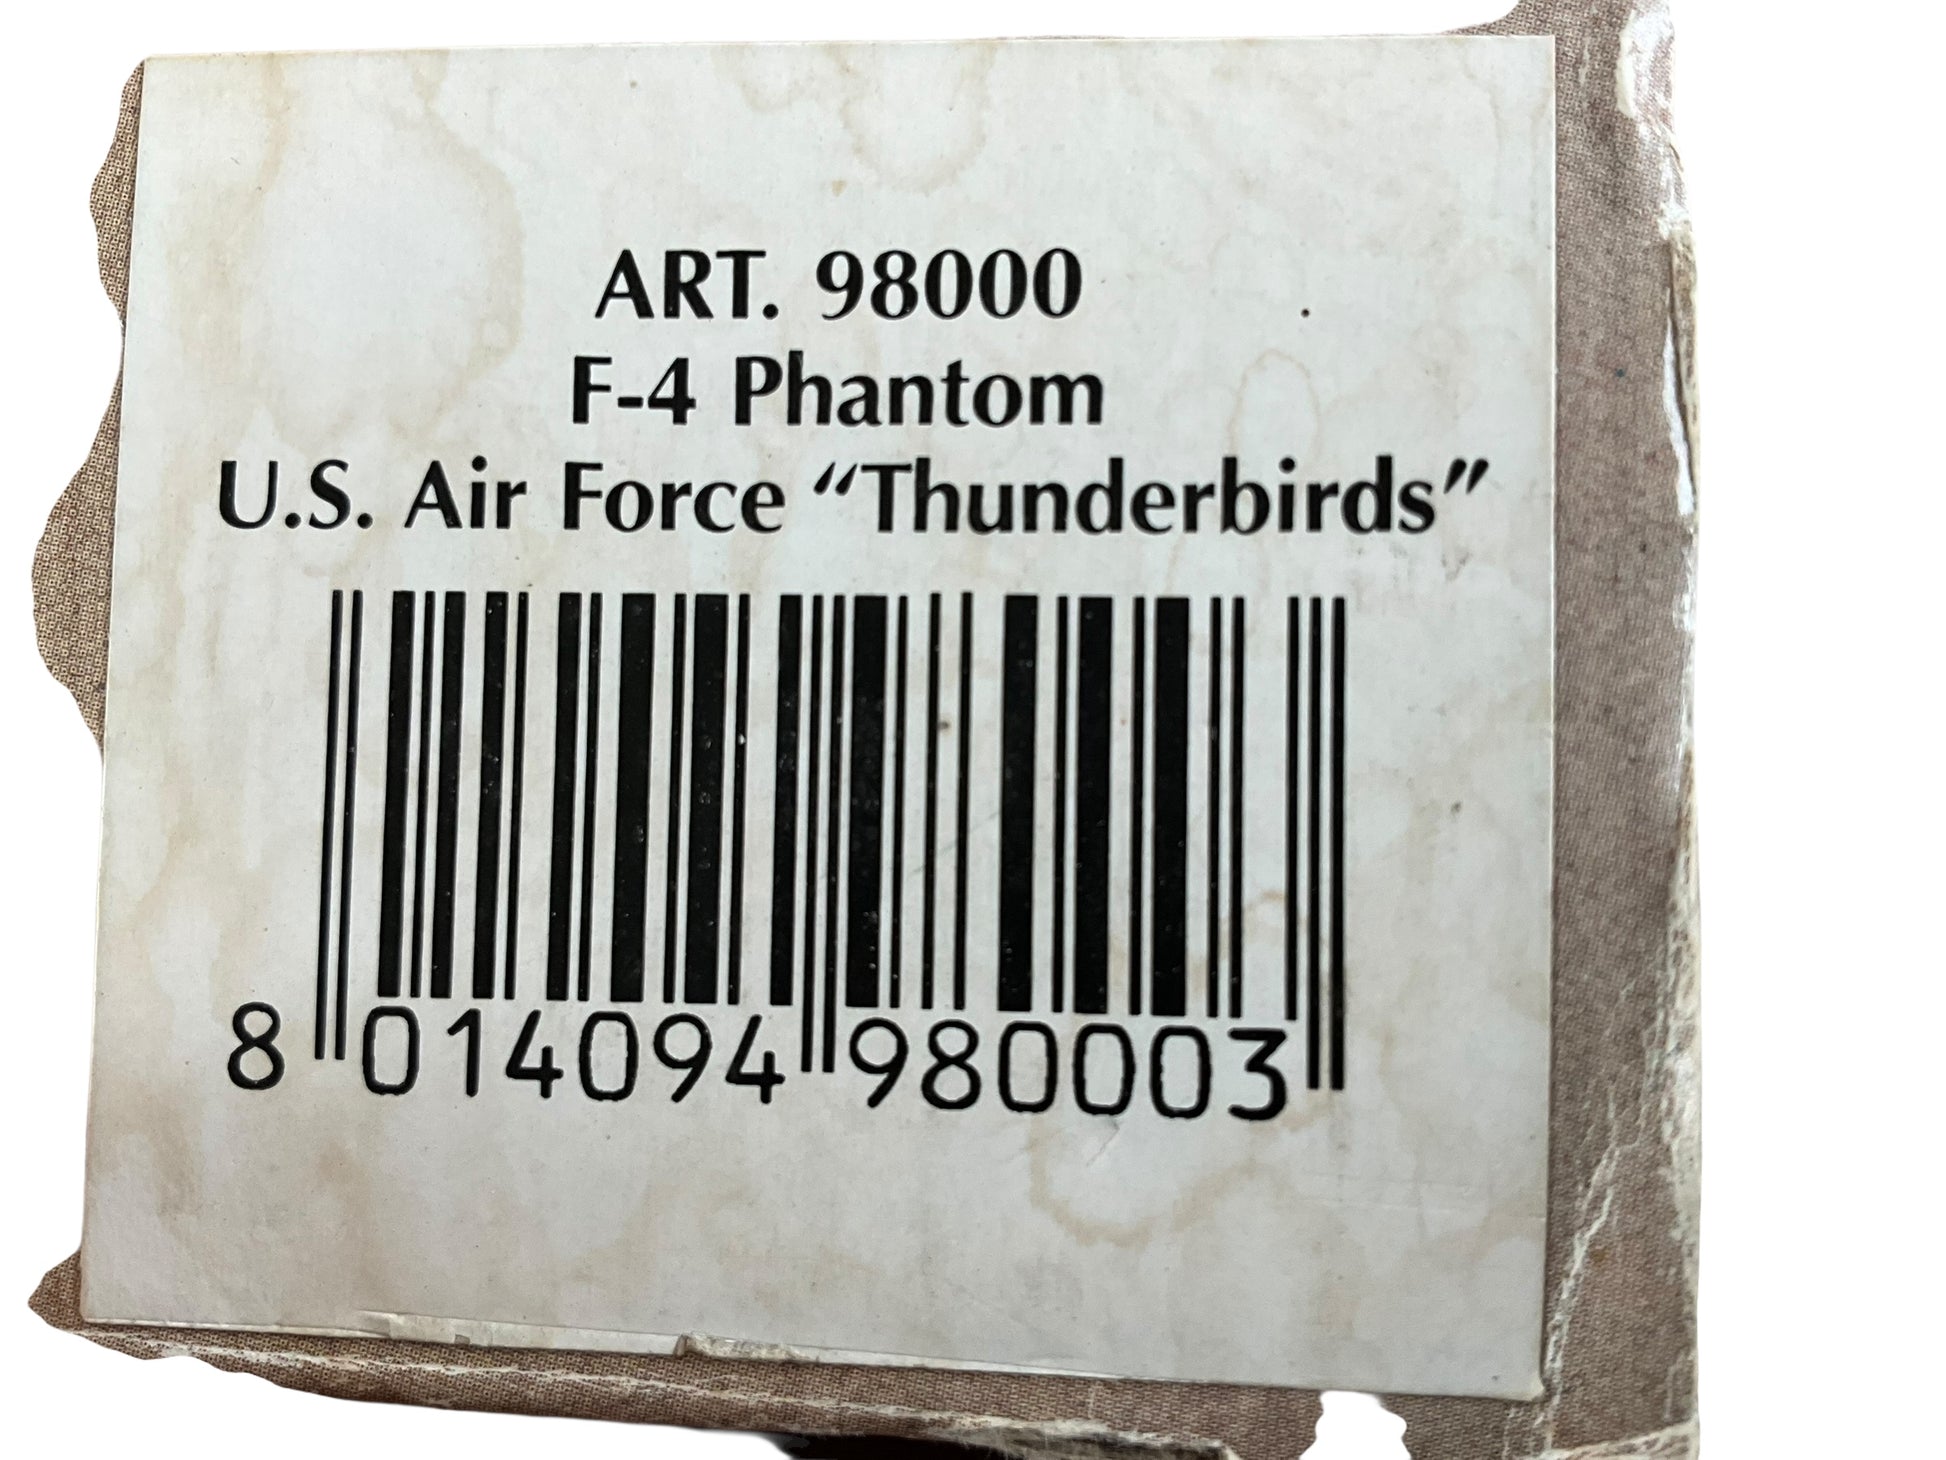 ART. 98000
F-4 Phantom
U.S. Air Force “Thunderbirds”
8 014094 980003